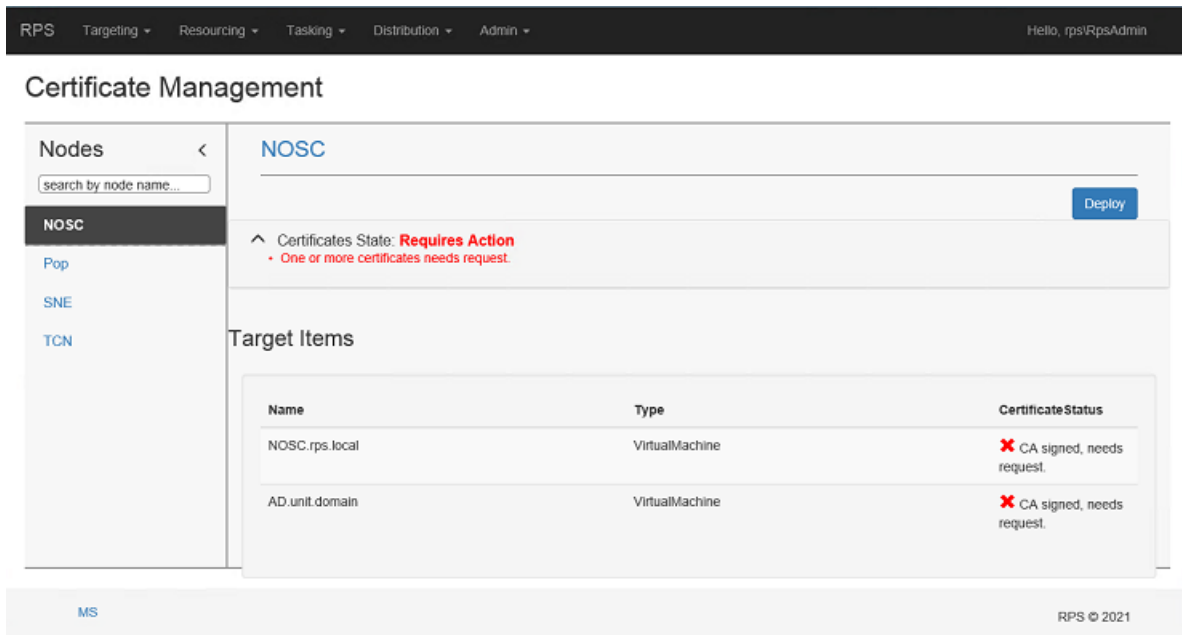 RPS Targeting Resourcing Tasking Distribution Admin Hello, rps\RpsAdmin
Certificate Management
Nodes
search by node name...
NOSC
Pop
SNE
TCN
NOSC
Deploy
Certificates State: Requires Action
• One or more certificates needs request.
Target Items
Name Type CertificateStatus
NOSC.rps.local VirtualMachine CA signed, needs
request.
AD.unit.domain VirtualMachine CA signed, needs
request.
MS RPS © 2021